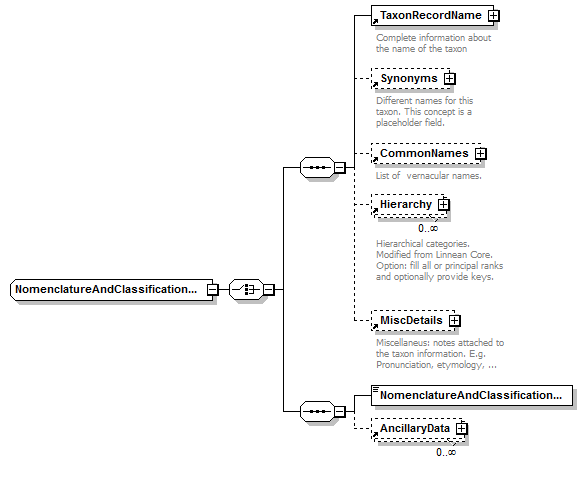 TaxonRecordName
Complete information about
the name of the taxon
Synonyms
Different names for this
taxon. This concept is a
placeholder field.
CommonNames
List of  vernacular names.
Hierarchy
0..∞
Hierarchical categories.
Modified from Linnean Core.
Option: fill all or principal ranks
and optionally provide keys.
NomenclatureAndClassification...
MiscDetails
Miscellaneus: notes attached to
the taxon information. E.g.
Pronunciation, etymology, ...
NomenclatureAndClassification...
AncillaryData
0..∞